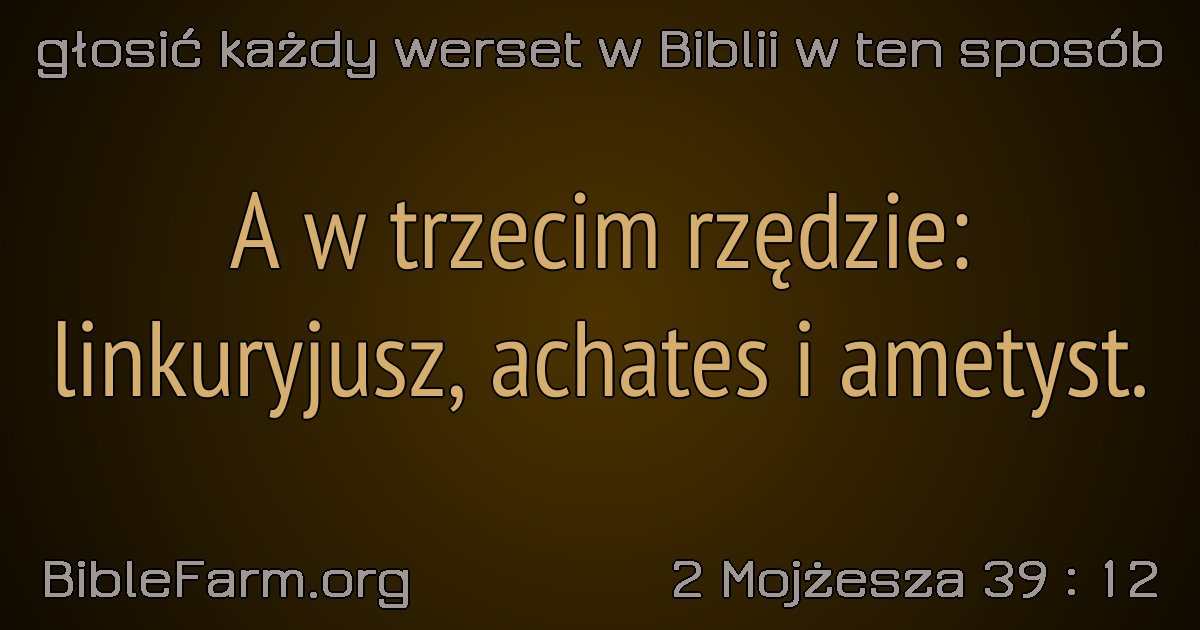 głosić każdy werset w Biblii w ten sposób
A w trzecim rzędzie:
linkuryjusz, achates i ametyst.
BibleFarm.org
2 Mojżesza 39 : 12